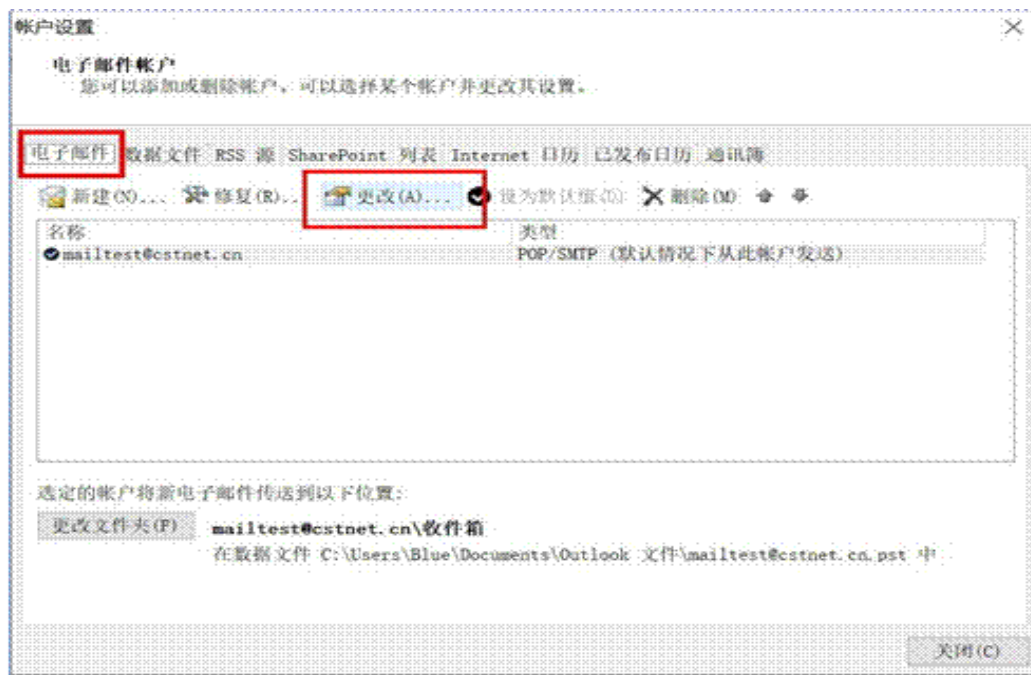 帐户设置
电子邮件帐户
您可以添加或删除帐户。可以选择某个帐户并更改其设置。
电子邮件 数据文件 RSS 源 SharePoint 列表 Internet 日历 已发布日历 通讯簿
新建(N)... 修复(R)... 更改(A)... 设为默认值(D) 删除(M)
名称 类型
mailtest@cstnet.cn POP/SMTP (默认情况下从此帐户发送)
选定的帐户将新电子邮件传送到以下位置:
更改文件夹(F) mailtest@cstnet.cn\收件箱
在数据文件 C:\Users\Blue\Documents\Outlook 文件\mailtest@cstnet.cn.pst 中
关闭(C)